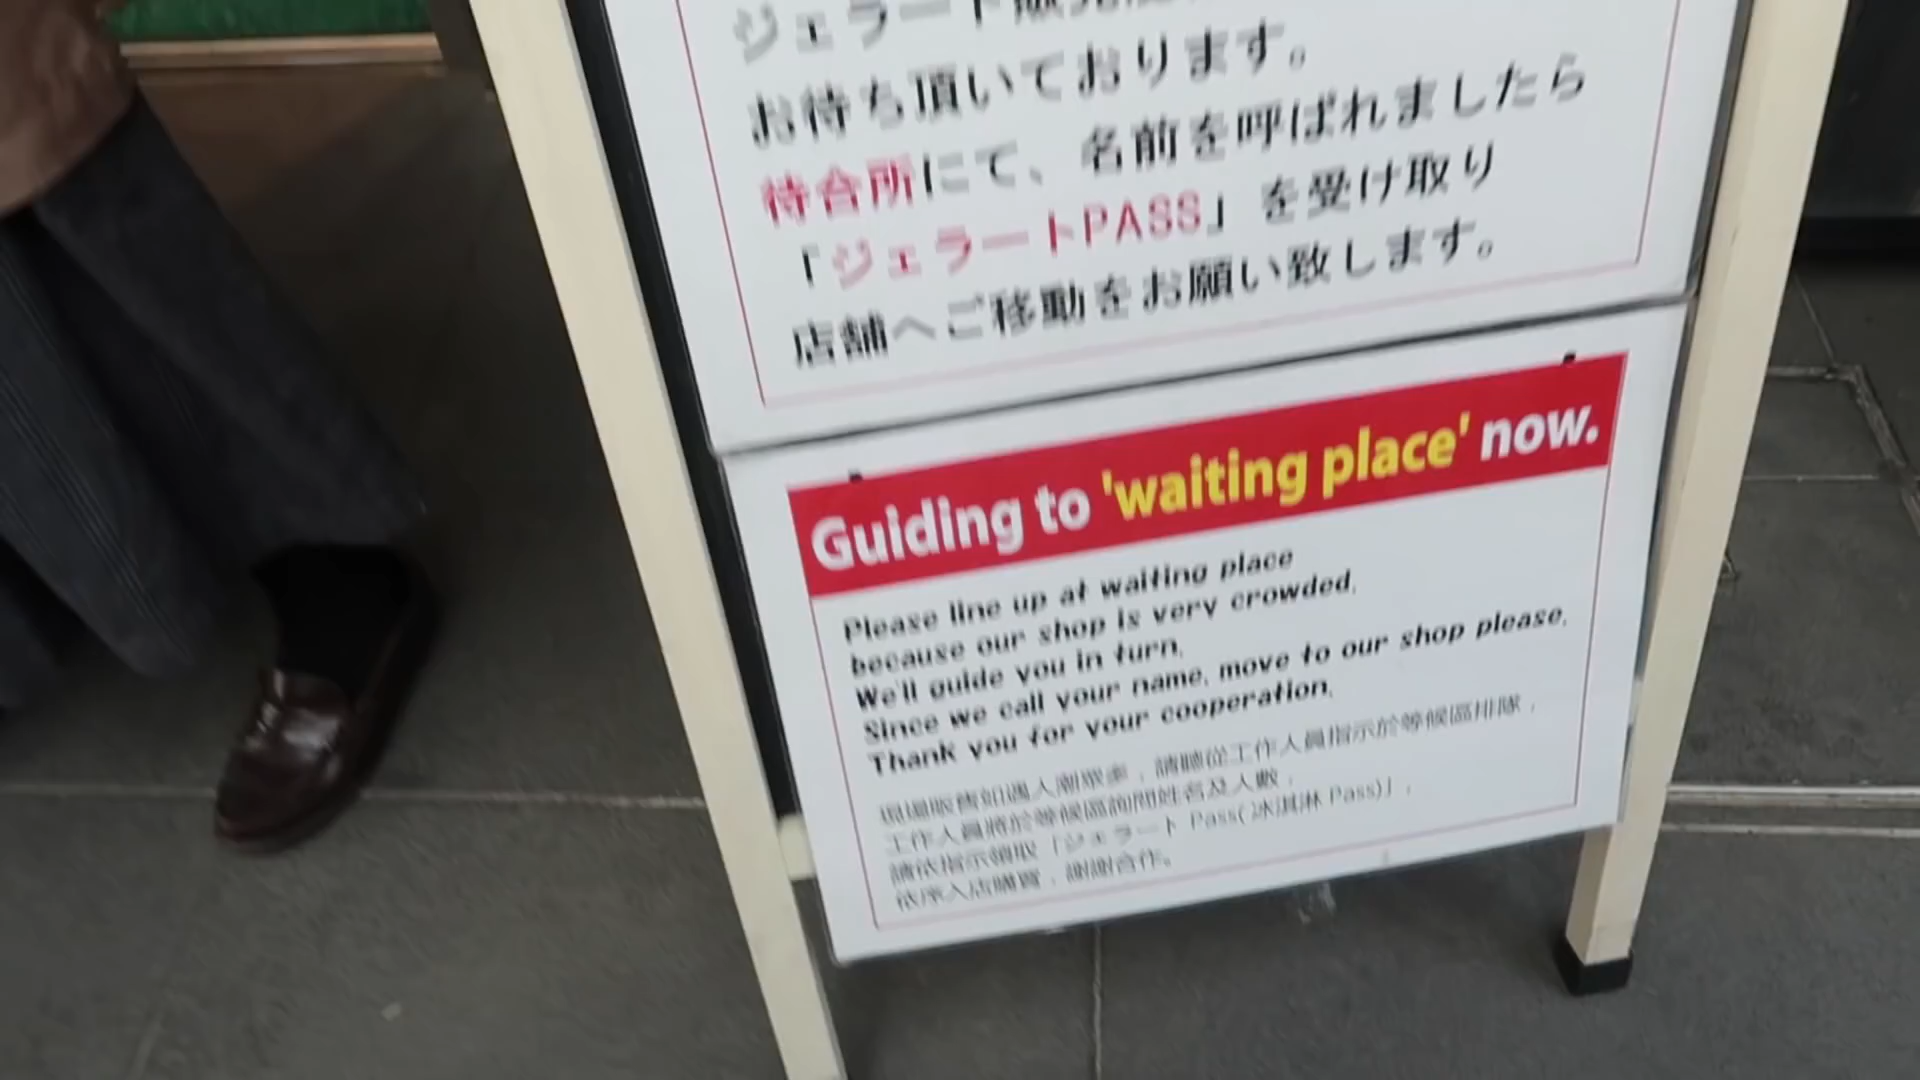 ジェラート販売
お待ち頂いております。
待合所にて、名前を呼ばれましたら
「ジェラートPASS」を受け取り
店舗へご移動をお願い致します。
Guiding to 'waiting place' now.
Please line up at waiting place
because our shop is very crowded.
We'll guide you in turn.
Since we call your name, move to our shop please.
Thank you for your cooperation.
現場販售如遇人潮眾多，請聽從工作人員指示於等候區排隊，
工作人員將於等候區詢問姓名及人數，
請依指示領取「ジェラート Pass(冰淇淋 Pass)」，
依序入店購買，謝謝合作。